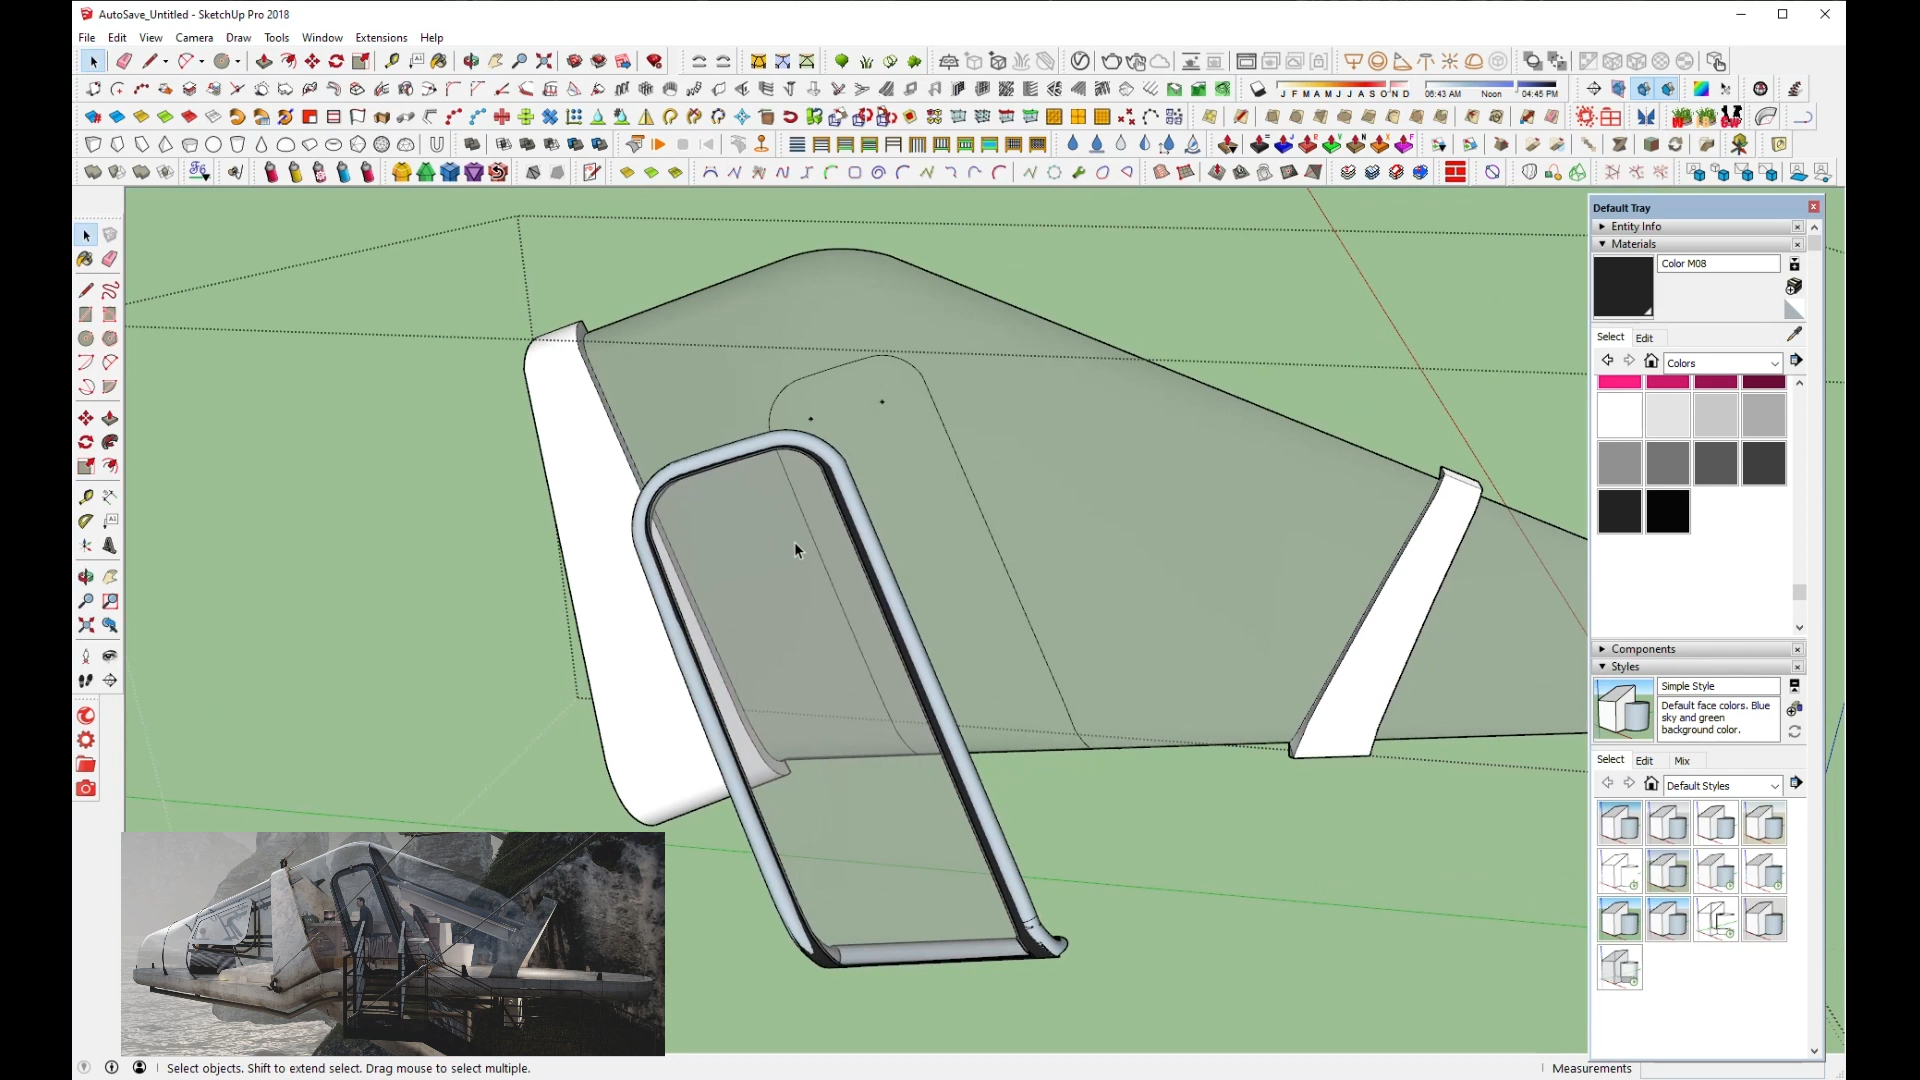 AutoSave_Untitled - SketchUp Pro 2018
File Edit View Camera Draw Tools Window Extensions Help
J F M A M J J A S O N D 06:43 AM Noon 04:45 PM
Default Tray
Entity Info
Materials
Color M08
Select Edit
Colors
Components
Styles
Simple Style
Default face colors. Blue
sky and green
background color.
Select Edit Mix
Default Styles
Select objects. Shift to extend select. Drag mouse to select multiple.
Measurements